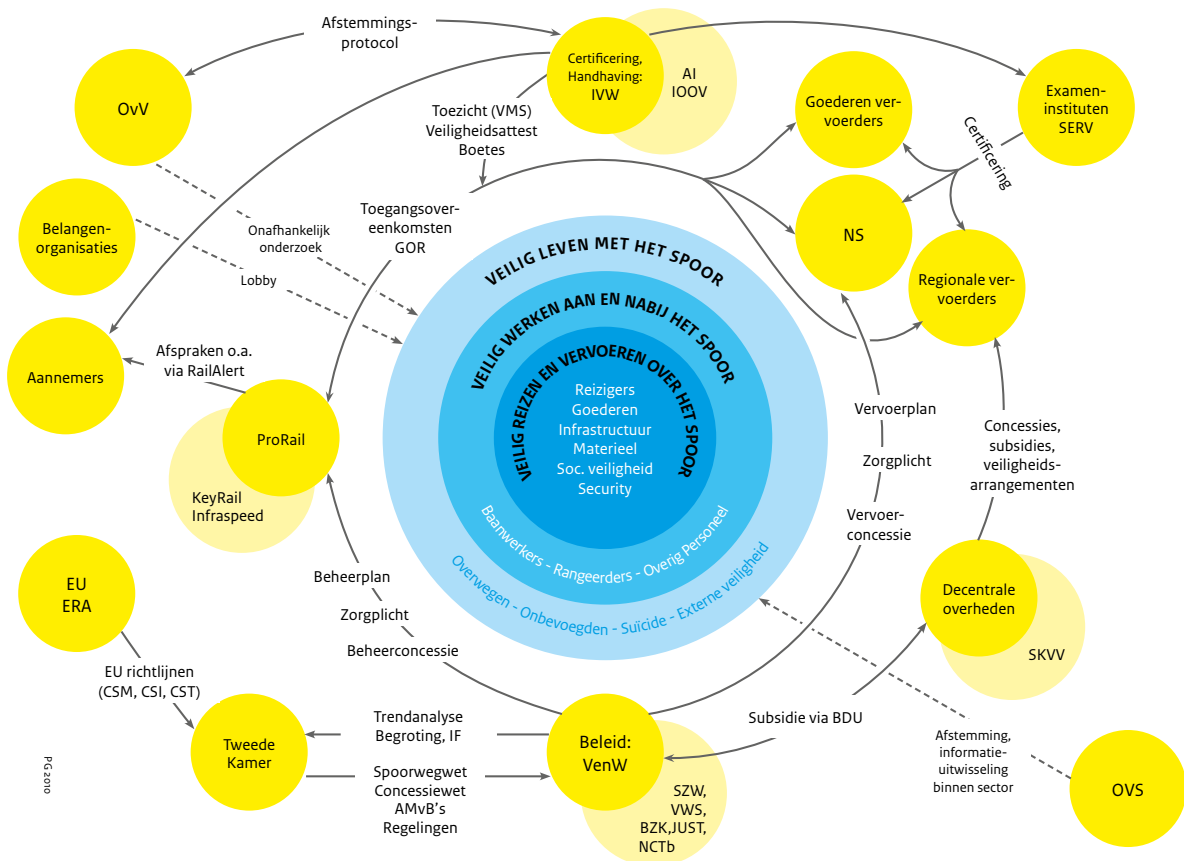 Afstemmings-
protocol
OvV
Certificering,
Handhaving:
IVW
AI
IOOV
Goederen ver-
voerders
Examen-
instituten
SERV
Certificering
Toezicht (VMS)
Veiligheidsattest
Boetes
Belangen-
organisaties
Onafhankelijk
onderzoek
Lobby
Toegangsover-
eenkomsten
GOR
NS
Regionale ver-
voerders
VEILIG LEVEN MET HET SPOOR
VEILIG WERKEN AAN EN NABIJ HET SPOOR
VEILIG REIZEN EN VERVOEREN OVER HET SPOOR
Reizigers
Goederen
Infrastructuur
Materieel
Soc. veiligheid
Security
Baanwerkers - Rangeerders - Overig Personeel
Overwegen - Onbevoegden - Suïcide - Externe veiligheid
Aannemers
Afspraken o.a.
via RailAlert
ProRail
KeyRail
Infraspeed
Vervoerplan
Zorgplicht
Vervoer-
concessie
Concessies,
subsidies,
veiligheids-
arrangementen
EU
ERA
Beheerplan
Zorgplicht
Beheerconcessie
Decentrale
overheden
SKVV
EU richtlijnen
(CSM, CSI, CST)
Tweede
Kamer
Trendanalyse
Begroting, IF
Spoorwegwet
Concessiewet
AMvB's
Regelingen
Beleid:
VenW
SZW,
VWS,
BZK,JUST,
NCTb
Subsidie via BDU
Afstemming,
informatie-
uitwisseling
binnen sector
OVS
PG 2010